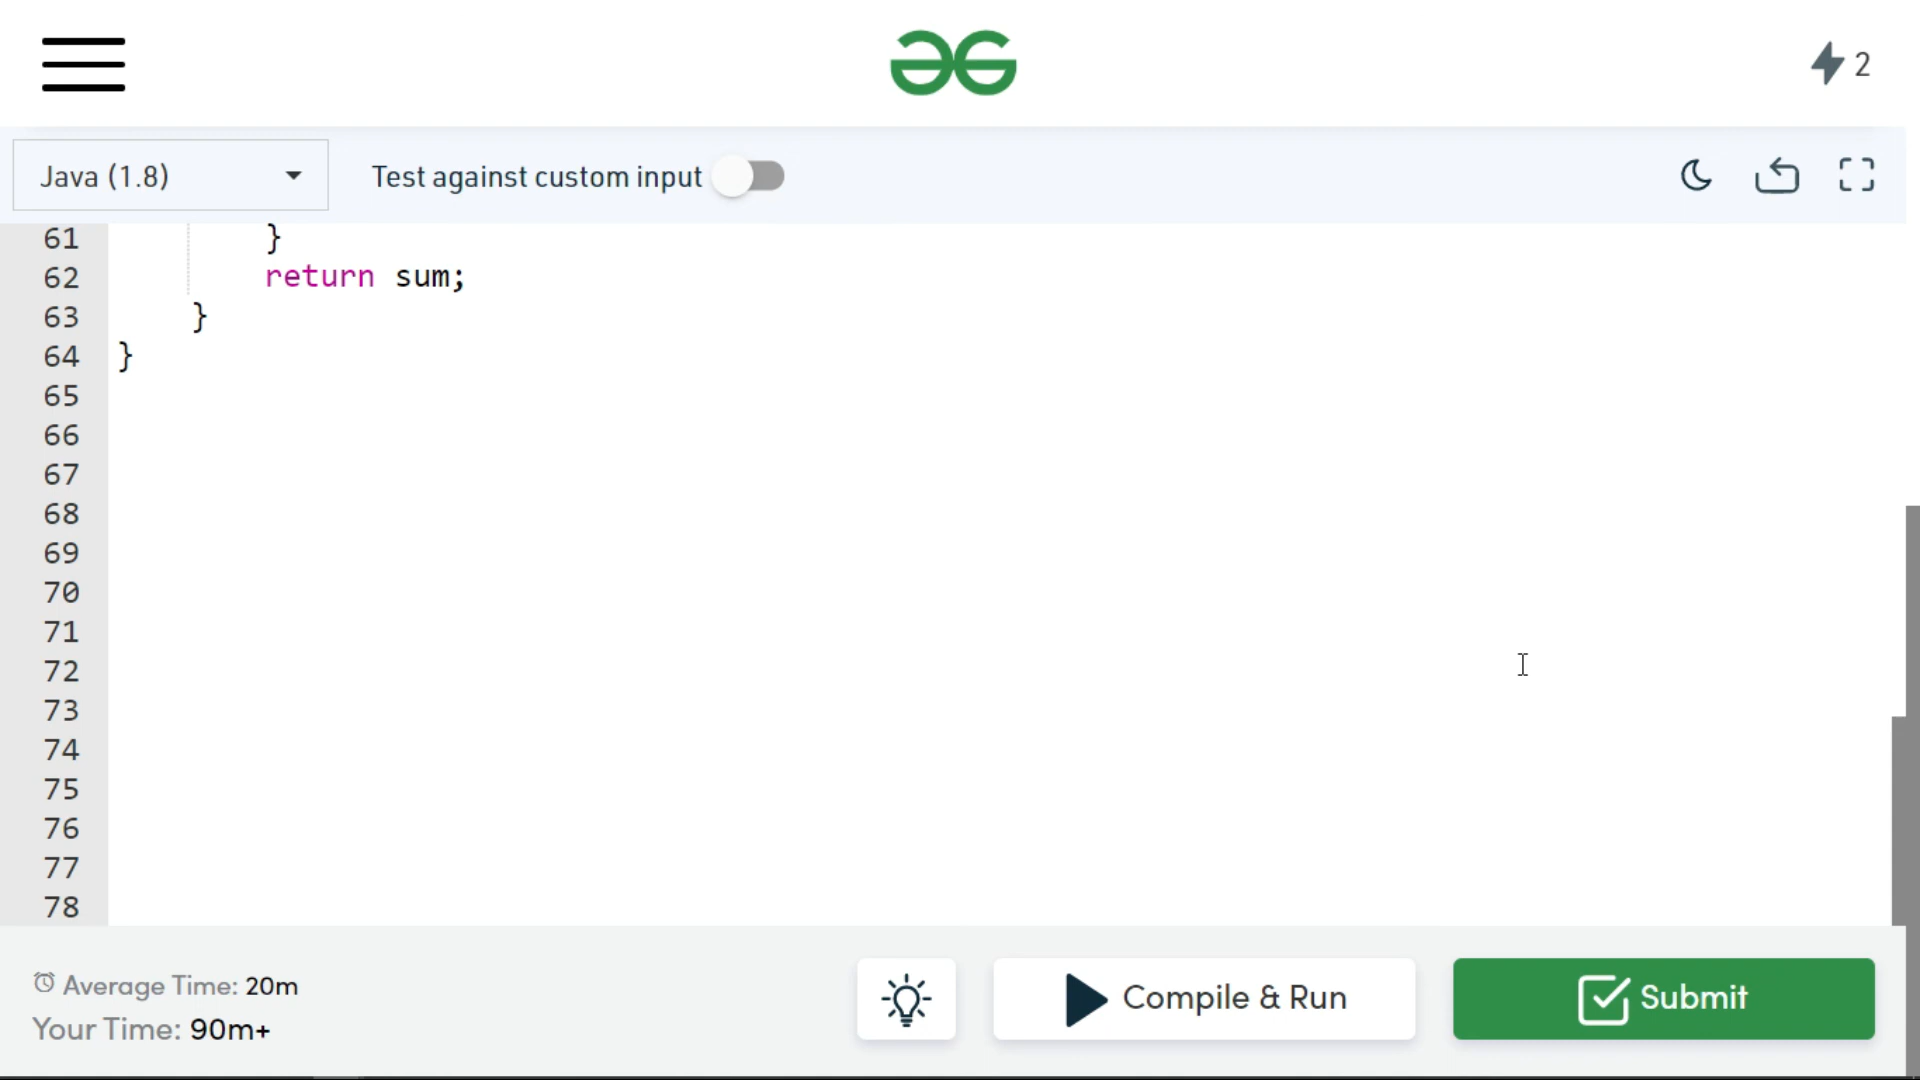 2
Java (1.8)
Test against custom input
61 }
62 return sum;
63 }
64 }
65
66
67
68
69
70
71
72
73
74
75
76
77
78
Average Time: 20m
Your Time: 90m+
Compile & Run
Submit